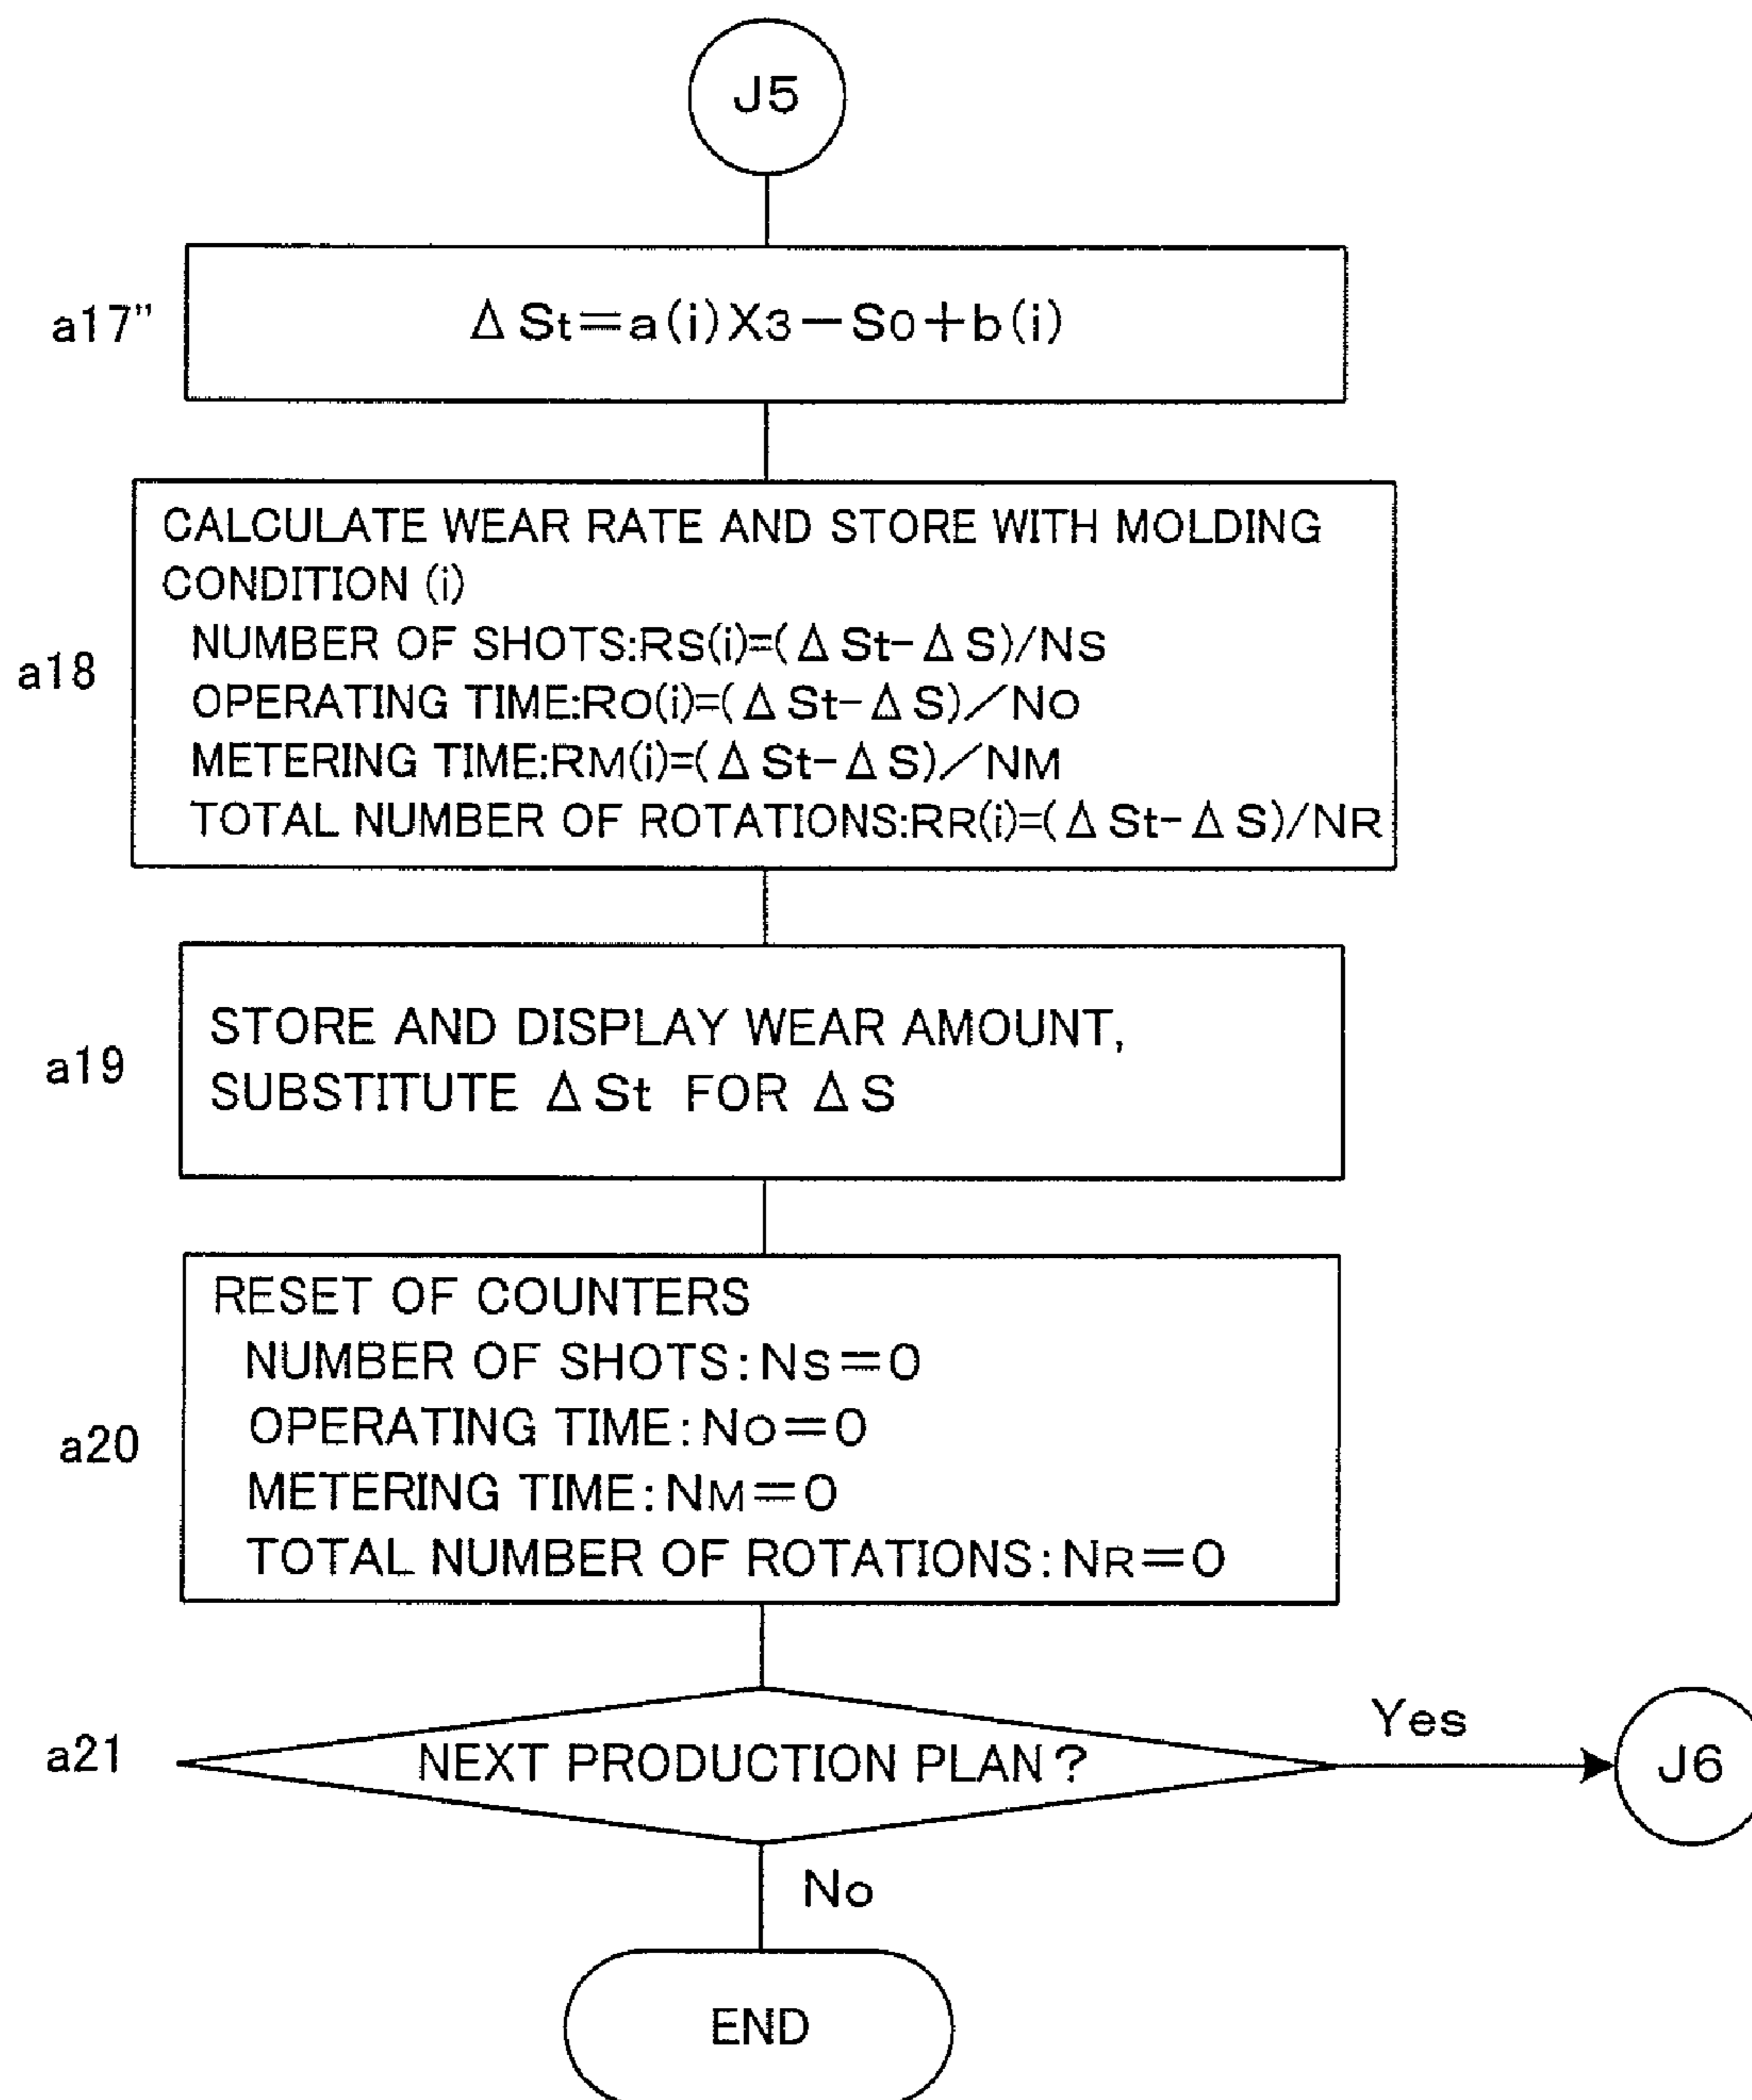 J5
a17"
ΔSt=a(i)X3-S0+b(i)
a18
CALCULATE WEAR RATE AND STORE WITH MOLDING
CONDITION (i)
NUMBER OF SHOTS:RS(i)=(ΔSt-ΔS)/NS
OPERATING TIME:RO(i)=(ΔSt-ΔS)/NO
METERING TIME:RM(i)=(ΔSt-ΔS)/NM
TOTAL NUMBER OF ROTATIONS:RR(i)=(ΔSt-ΔS)/NR
a19
STORE AND DISPLAY WEAR AMOUNT,
SUBSTITUTE ΔSt FOR ΔS
a20
RESET OF COUNTERS
NUMBER OF SHOTS:NS=0
OPERATING TIME:NO=0
METERING TIME:NM=0
TOTAL NUMBER OF ROTATIONS:NR=0
a21
NEXT PRODUCTION PLAN?
Yes
J6
No
END